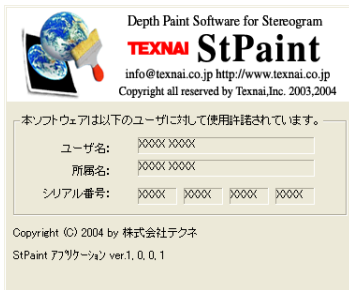 Depth Paint Software for Stereogram
TEXNAI StPaint
info@texnai.co.jp http://www.texnai.co.jp
Copyright all reserved by Texnai,Inc. 2003,2004
本ソフトウェアは以下のユーザに対して使用許諾されています。
ユーザ名: XXXX XXXX
所属名: XXXX XXXX
シリアル番号: XXXX XXXX XXXX XXXX
Copyright (C) 2004 by 株式会社テクネ
StPaint アプリケーション ver.1, 0, 0, 1